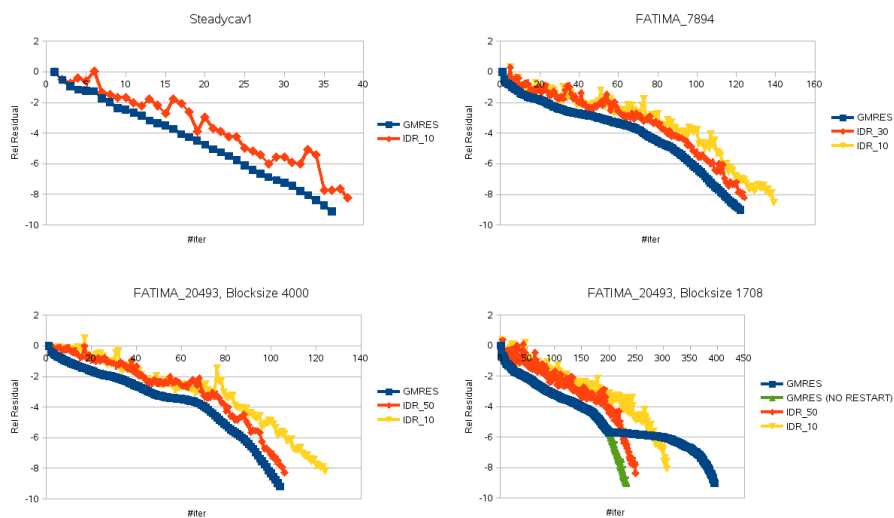 Steadycav1
2
0
-2
-4
-6
-8
-10
0 5 10 15 20 25 30 35 40
Rel Residual
#iter
GMRES
IDR_10
FATIMA_7894
2
0
-2
-4
-6
-8
-10
0 20 40 60 80 100 120 140 160
Rel Residual
#iter
GMRES
IDR_30
IDR_10
FATIMA_20493, Blocksize 4000
2
0
-2
-4
-6
-8
-10
0 20 40 60 80 100 120 140
Rel Residual
#iter
GMRES
IDR_50
IDR_10
FATIMA_20493, Blocksize 1708
2
0
-2
-4
-6
-8
-10
0 50 100 150 200 250 300 350 400 450
Rel Residual
#iter
GMRES
GMRES (NO RESTART)
IDR_50
IDR_10